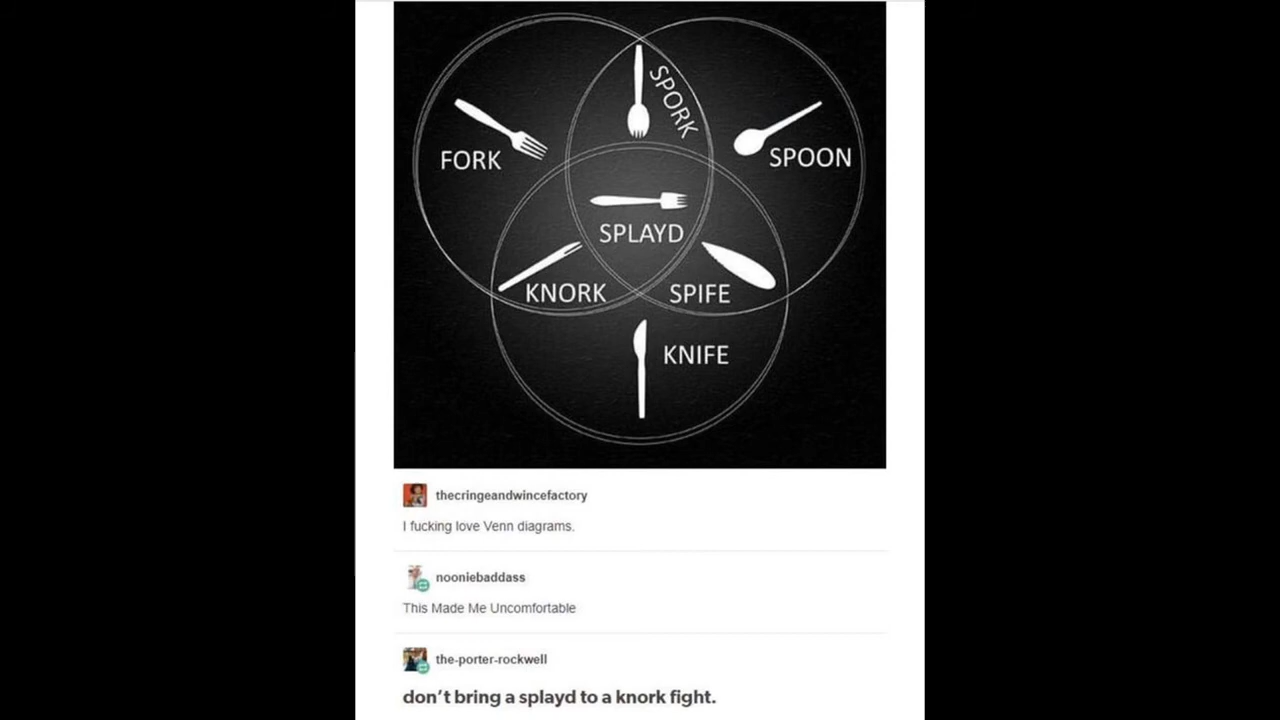 SPORK
FORK
SPOON
SPLAYD
KNORK
SPIFE
KNIFE
thecringeandwincefactory
I fucking love Venn diagrams.
nooniebaddass
This Made Me Uncomfortable
the-porter-rockwell
don't bring a splayd to a knork fight.